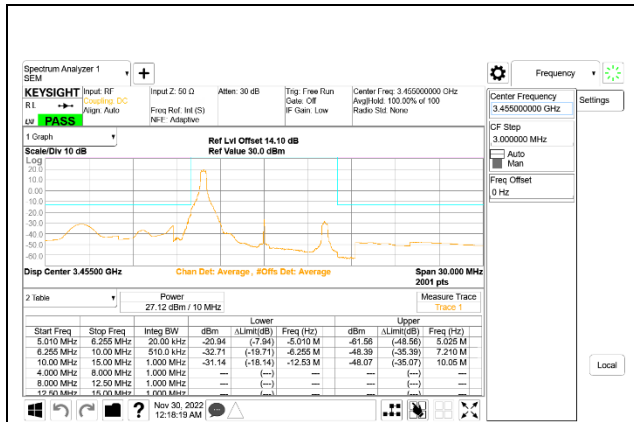 Spectrum Analyzer 1
SEM
Frequency
KEYSIGHT Input: RF Input Z: 50 Ω Atten: 30 dB Trig: Free Run Center Freq: 3.455000000 GHz
R L Coupling: DC Gate: Off Avg|Hold: 100.00% of 100
Align: Auto Freq Ref: Int (S) IF Gain: Low Radio Std: None
NFE: Adaptive
PASS
Center Frequency
3.455000000 GHz
Settings
CF Step
3.000000 MHz
Auto
Man
Freq Offset
0 Hz
1 Graph
Ref Lvl Offset 14.10 dB
Scale/Div 10 dB Ref Value 30.0 dBm
Log
20.0
10.0
0.00
-10.0
-20.0
-30.0
-40.0
-50.0
-60.0
Disp Center 3.45500 GHz Chan Det: Average, #Offs Det: Average Span 30.000 MHz
2001 pts
2 Table
Power
27.12 dBm / 10 MHz
Measure Trace
Trace 1
Lower Upper
Start Freq Stop Freq Integ BW dBm ΔLimit(dB) Freq (Hz) dBm ΔLimit(dB) Freq (Hz)
5.010 MHz 6.255 MHz 20.00 kHz -20.94 (-7.94) -5.010 M -61.56 (-48.56) 5.025 M
6.255 MHz 10.00 MHz 510.0 kHz -32.71 (-19.71) -6.255 M -48.39 (-35.39) 7.210 M
10.00 MHz 15.00 MHz 1.000 MHz -31.14 (-18.14) -12.53 M -48.07 (-35.07) 10.05 M
4.000 MHz 8.000 MHz 1.000 MHz --- (---) --- --- (---) ---
8.000 MHz 12.50 MHz 1.000 MHz --- (---) --- --- (---) ---
12.50 MHz 15.00 MHz 1.000 MHz --- (---) --- --- (---) ---
Local
? Nov 30, 2022
12:18:19 AM